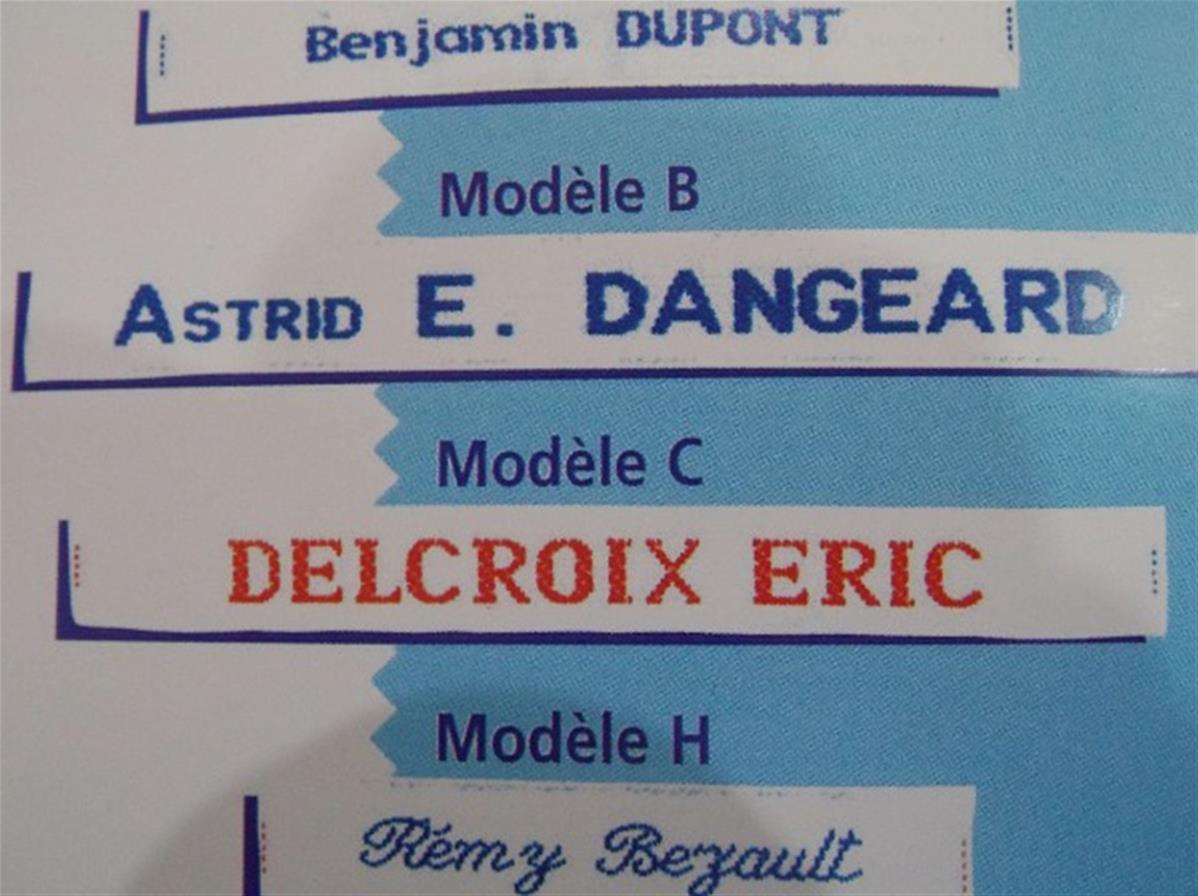 Benjamin DUPONT
Modèle B
ASTRID E. DANGEARD
Modèle C
DELCROIX ERIC
Modèle H
Rémy Bezault